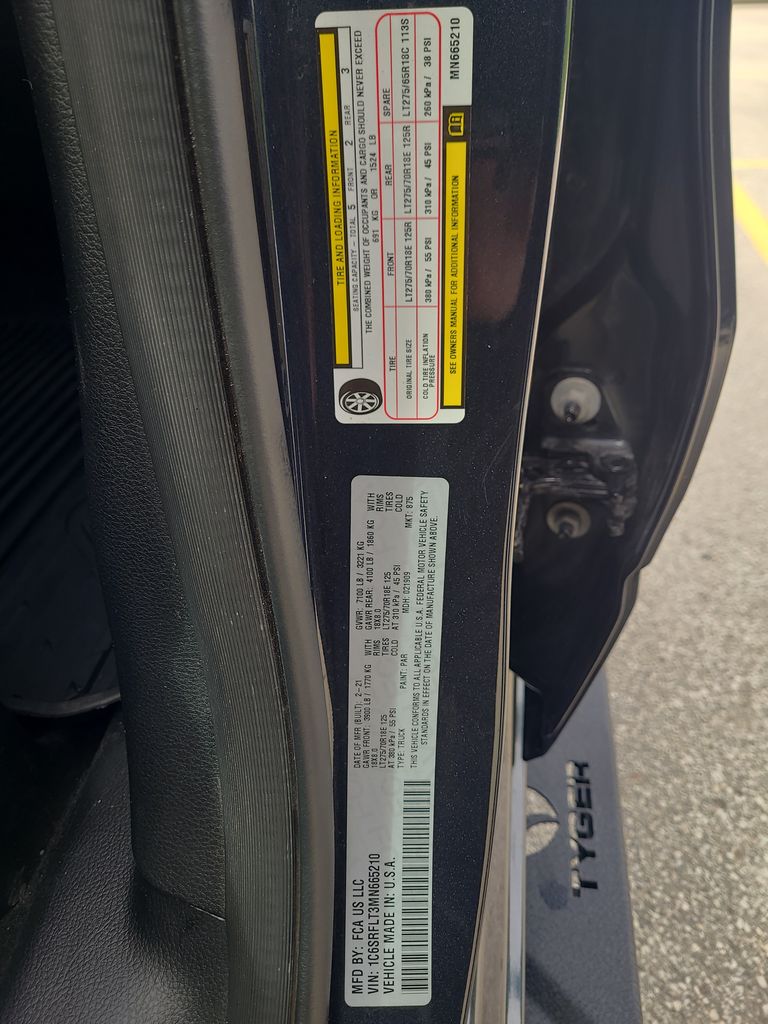 TIRE AND LOADING INFORMATION
SEATING CAPACITY - TOTAL 5 FRONT 2 REAR 3
THE COMBINED WEIGHT OF OCCUPANTS AND CARGO SHOULD NEVER EXCEED
691 KG OR 1524 LB
TIRE FRONT REAR SPARE
ORIGINAL TIRE SIZE LT275/70R18E 125R LT275/70R18E 125R LT275/65R18C 113S
COLD TIRE INFLATION PRESSURE 380 kPa / 55 PSI 310 kPa / 45 PSI 260 kPa / 38 PSI
SEE OWNERS MANUAL FOR ADDITIONAL INFORMATION
MN665210
MFD BY: FCA US LLC
VIN: 1C6SRFLT3MN665210
VEHICLE MADE IN: U.S.A.
DATE OF MFR (BUILT): 2-21 GVWR: 7100 LB / 3221 KG
GAWR FRONT: 3900 LB / 1770 KG WITH GAWR REAR: 4100 LB / 1860 KG WITH
18X8.0 RIMS 18X8.0 RIMS
LT275/70R18E 125 TIRES LT275/70R18E 125 TIRES
AT 380 kPa / 55 PSI COLD AT 310 kPa / 45 PSI COLD
TYPE: TRUCK PAINT: PAR MDH: 021909 MKT: 875
THIS VEHICLE CONFORMS TO ALL APPLICABLE U.S.A. FEDERAL MOTOR VEHICLE SAFETY
STANDARDS IN EFFECT ON THE DATE OF MANUFACTURE SHOWN ABOVE.
TYGER